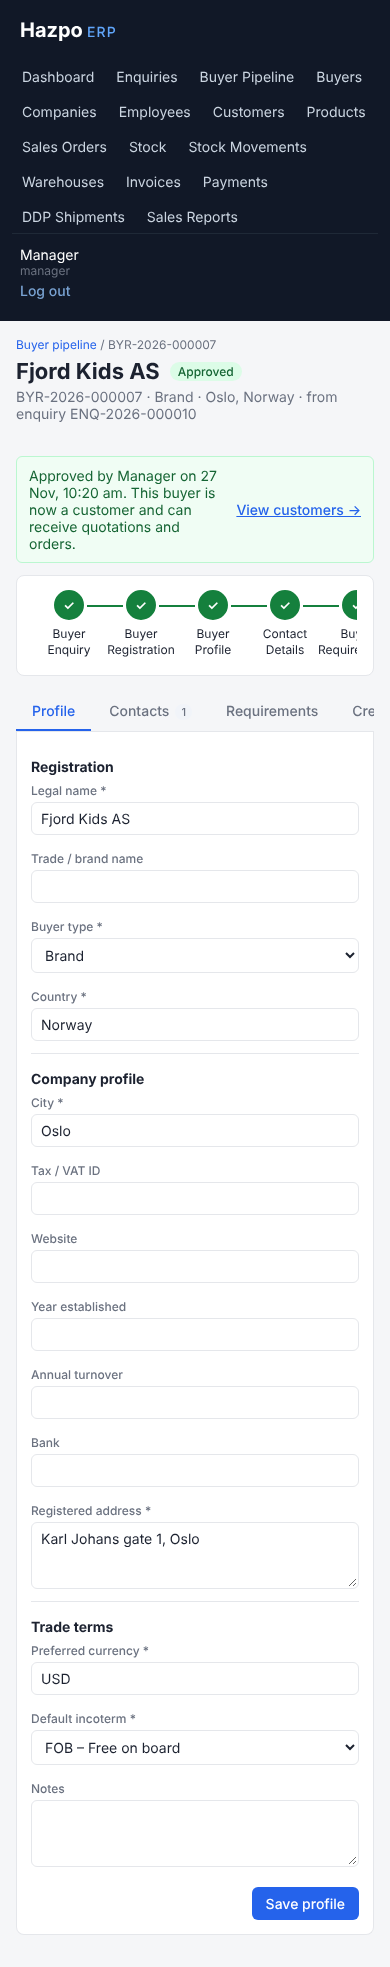 Hazpo ERP
Dashboard Enquiries Buyer Pipeline Buyers
Companies Employees Customers Products
Sales Orders Stock Stock Movements
Warehouses Invoices Payments
DDP Shipments Sales Reports
Manager
manager
Log out
Buyer pipeline / BYR-2026-000007
Fjord Kids AS Approved
BYR-2026-000007 · Brand · Oslo, Norway · from
enquiry ENQ-2026-000010
Approved by Manager on 27
Nov, 10:20 am. This buyer is
now a customer and can
receive quotations and
orders.
View customers →
Buyer
Enquiry
Buyer
Registration
Buyer
Profile
Contact
Details
Profile Contacts 1 Requirements
Registration
Legal name *
Fjord Kids AS
Trade / brand name
Buyer type *
Brand
Country *
Norway
Company profile
City *
Oslo
Tax / VAT ID
Website
Year established
Annual turnover
Bank
Registered address *
Karl Johans gate 1, Oslo
Trade terms
Preferred currency *
USD
Default incoterm *
FOB – Free on board
Notes
Save profile